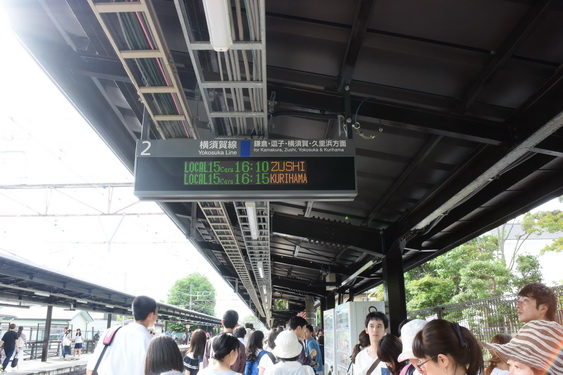 2 横須賀線 鎌倉・逗子・横須賀・久里浜方面
Yokosuka Line for Kamakura, Zushi, Yokosuka & Kurihama
LOCAL 15Cars 16:10 ZUSHI
LOCAL 15Cars 16:15 KURIHAMA